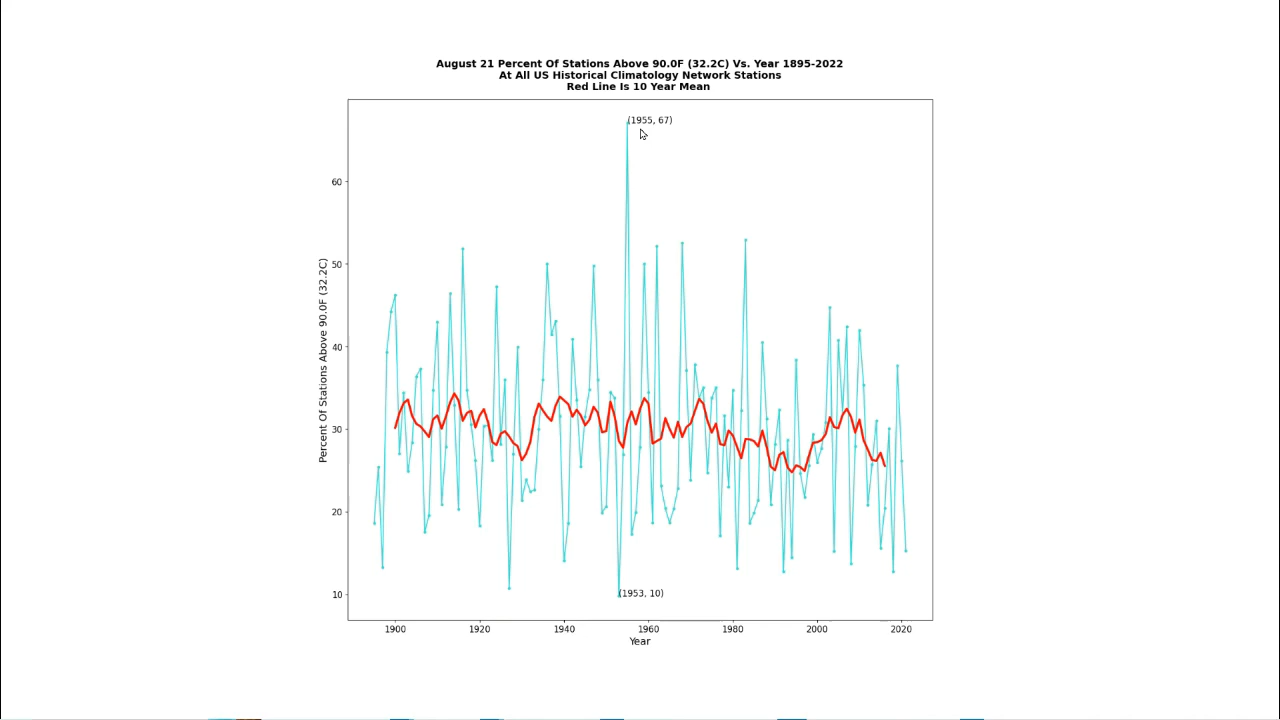 August 21 Percent Of Stations Above 90.0F (32.2C) Vs. Year 1895-2022
At All US Historical Climatology Network Stations
Red Line Is 10 Year Mean
(1955, 67)
60
50
40
30
20
10
Percent Of Stations Above 90.0F (32.2C)
(1953, 10)
1900 1920 1940 1960 1980 2000 2020
Year